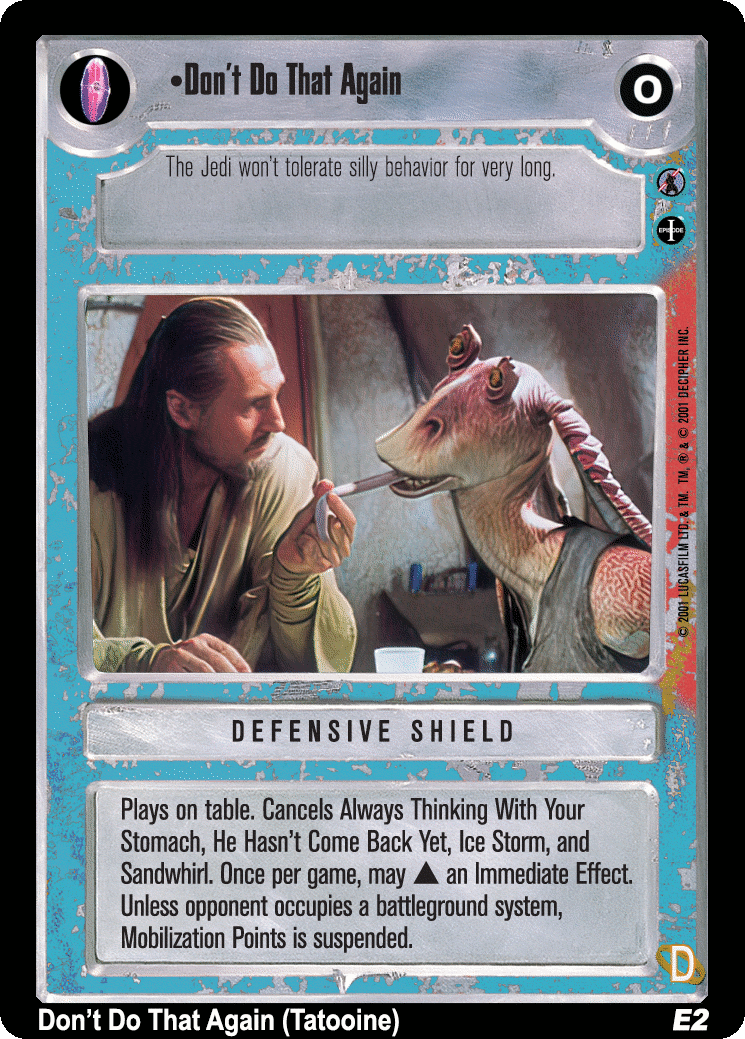 •Don't Do That Again
0
The Jedi won't tolerate silly behavior for very long.
EPISODE
I
© 2001 LUCASFILM LTD. & TM. TM, ® & © 2001 DECIPHER INC.
DEFENSIVE SHIELD
Plays on table. Cancels Always Thinking With Your
Stomach, He Hasn't Come Back Yet, Ice Storm, and
Sandwhirl. Once per game, may ▲ an Immediate Effect.
Unless opponent occupies a battleground system,
Mobilization Points is suspended.
D
Don't Do That Again (Tatooine)
E2